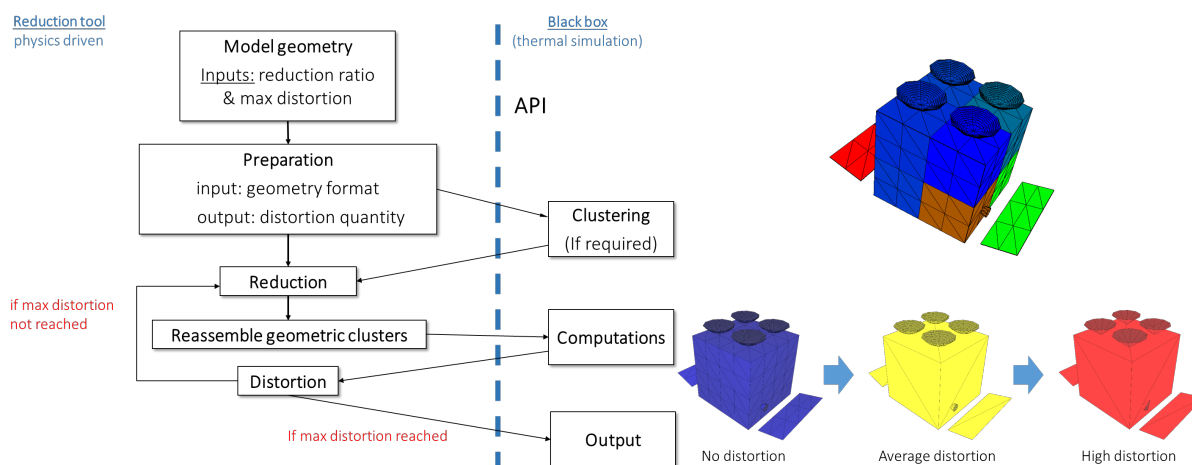 Reduction tool
physics driven
Black box
(thermal simulation)
Model geometry
Inputs: reduction ratio
& max distortion
API
Preparation
input: geometry format
output: distortion quantity
Clustering
(If required)
Reduction
if max distortion
not reached
Reassemble geometric clusters
Computations
Distortion
If max distortion reached
Output
No distortion
Average distortion
High distortion